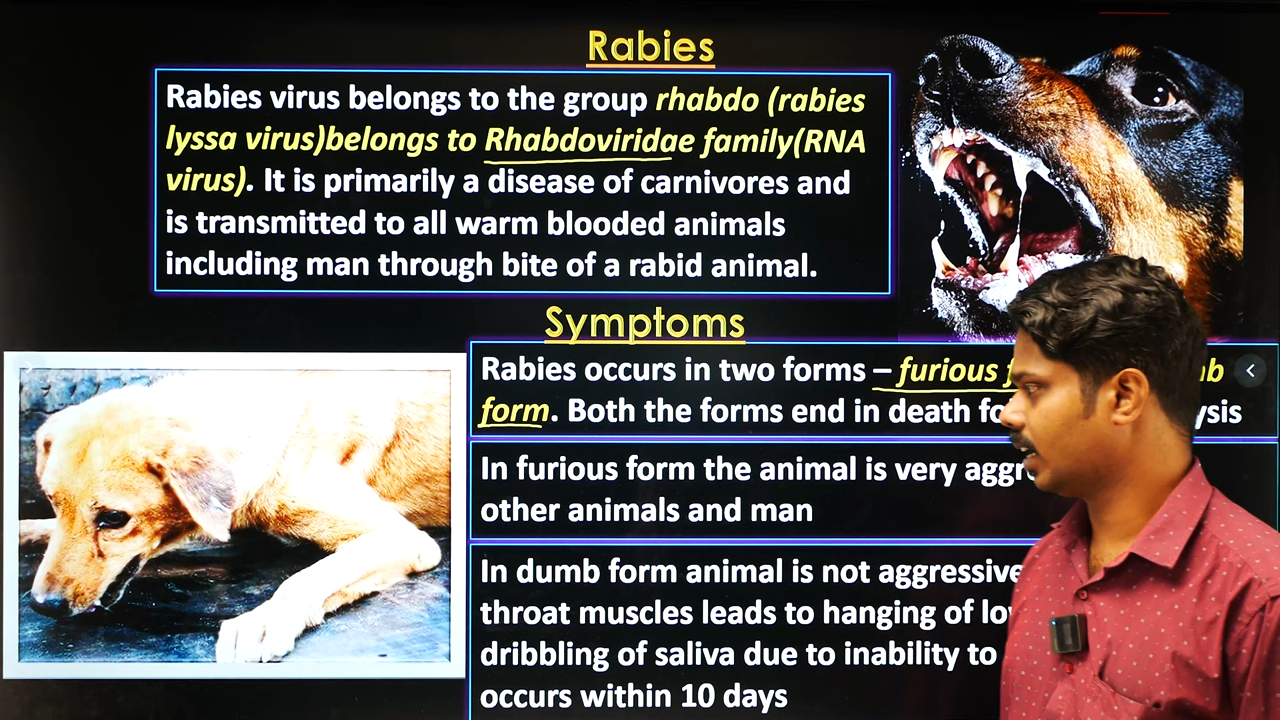 Rabies
Rabies virus belongs to the group rhabdo (rabies
lyssa virus)belongs to Rhabdoviridae family(RNA
virus). It is primarily a disease of carnivores and
is transmitted to all warm blooded animals
including man through bite of a rabid animal.
Symptoms
Rabies occurs in two forms – furious
form. Both the forms end in death
In furious form the animal is very
other animals and man
In dumb form animal is not aggressive
throat muscles leads to hanging of
dribbling of saliva due to inability to
occurs within 10 days